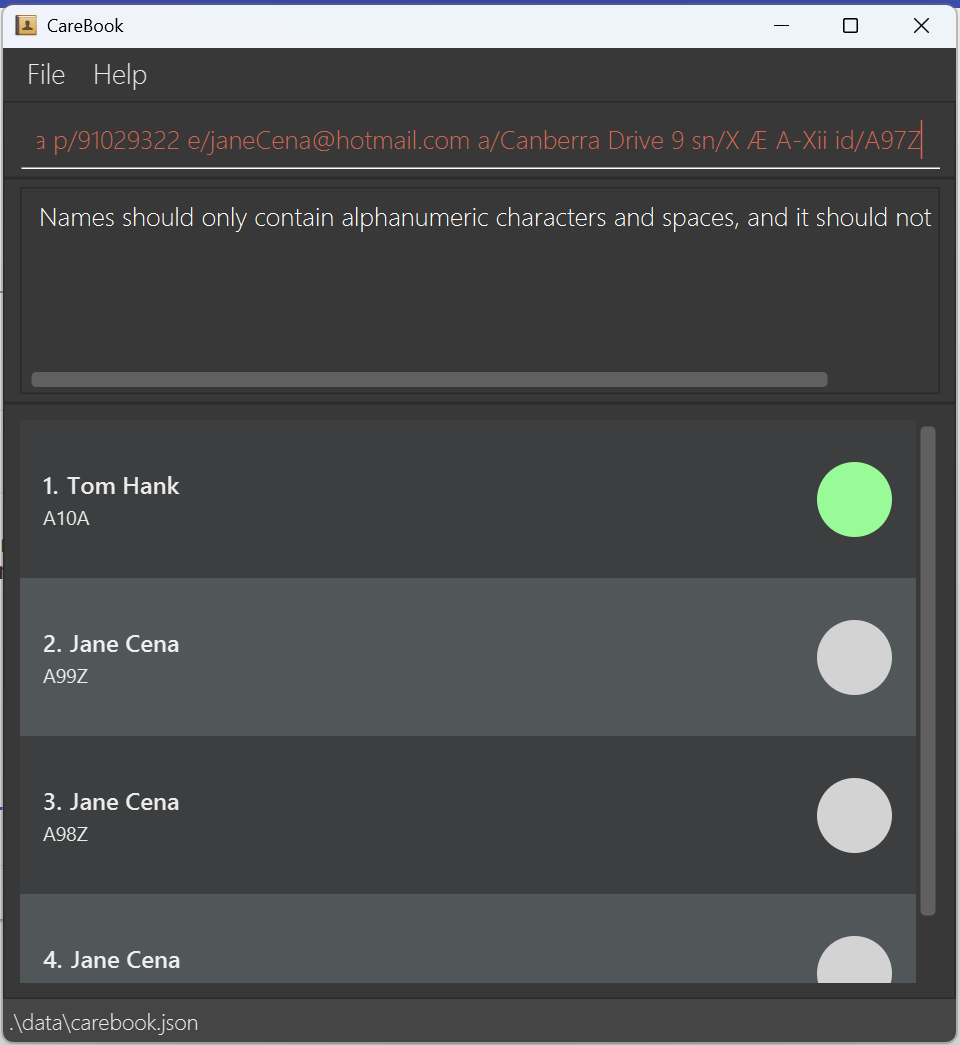 CareBook
File Help
a p/91029322 e/janeCena@hotmail.com a/Canberra Drive 9 sn/X Æ A-Xii id/A97Z
Names should only contain alphanumeric characters and spaces, and it should not
1. Tom Hank
A10A
2. Jane Cena
A99Z
3. Jane Cena
A98Z
4. Jane Cena
.\data\carebook.json